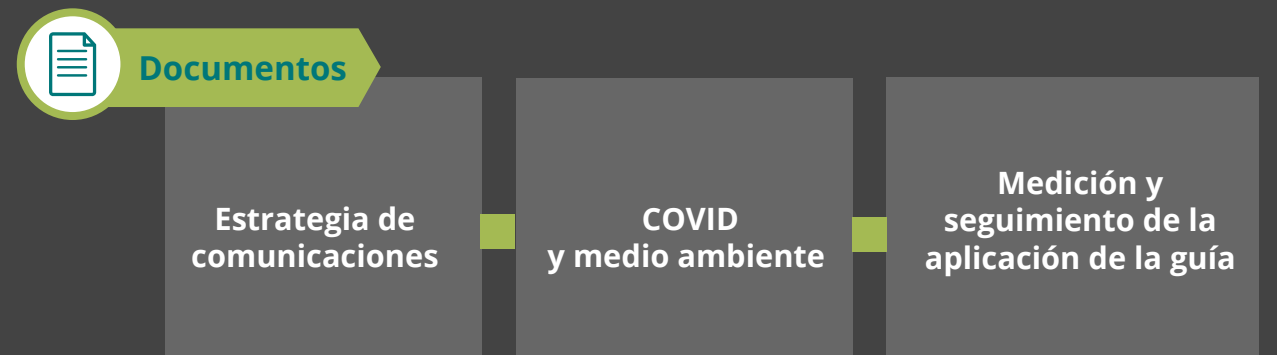 Documentos
Estrategia de
comunicaciones
COVID
y medio ambiente
Medición y
seguimiento de la
aplicación de la guía